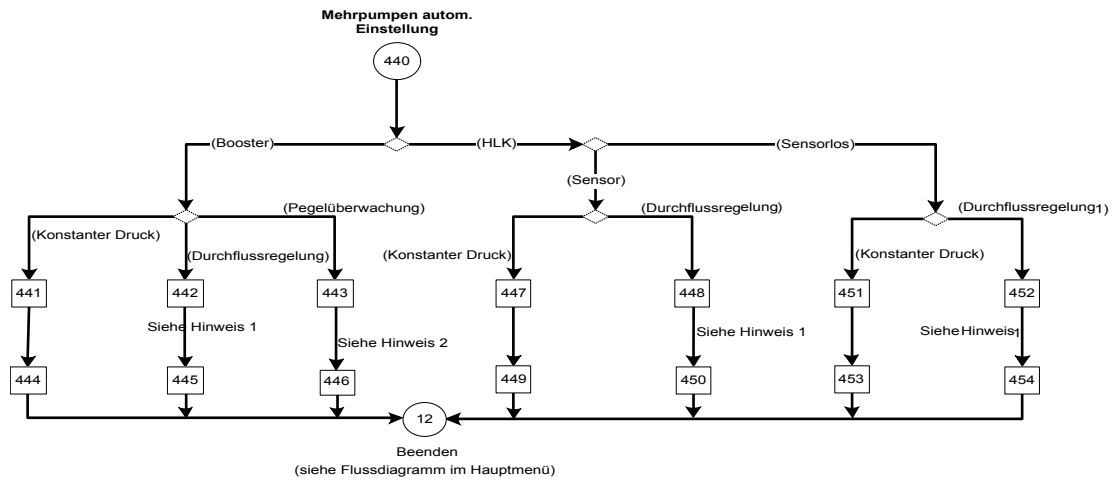 Mehrpumpen autom.
Einstellung
440
(Booster)
(HLK)
(Sensorlos)
(Sensor)
(Pegelüberwachung)
(Durchflussregelung)
(Durchflussregelung1)
(Konstanter Druck)
(Durchflussregelung)
(Konstanter Druck)
(Konstanter Druck)
441
442
443
447
448
451
452
Siehe Hinweis 1
Siehe Hinweis 2
Siehe Hinweis 1
Siehe Hinweis 1
444
445
446
449
450
453
454
12
Beenden
(siehe Flussdiagramm im Hauptmenü)